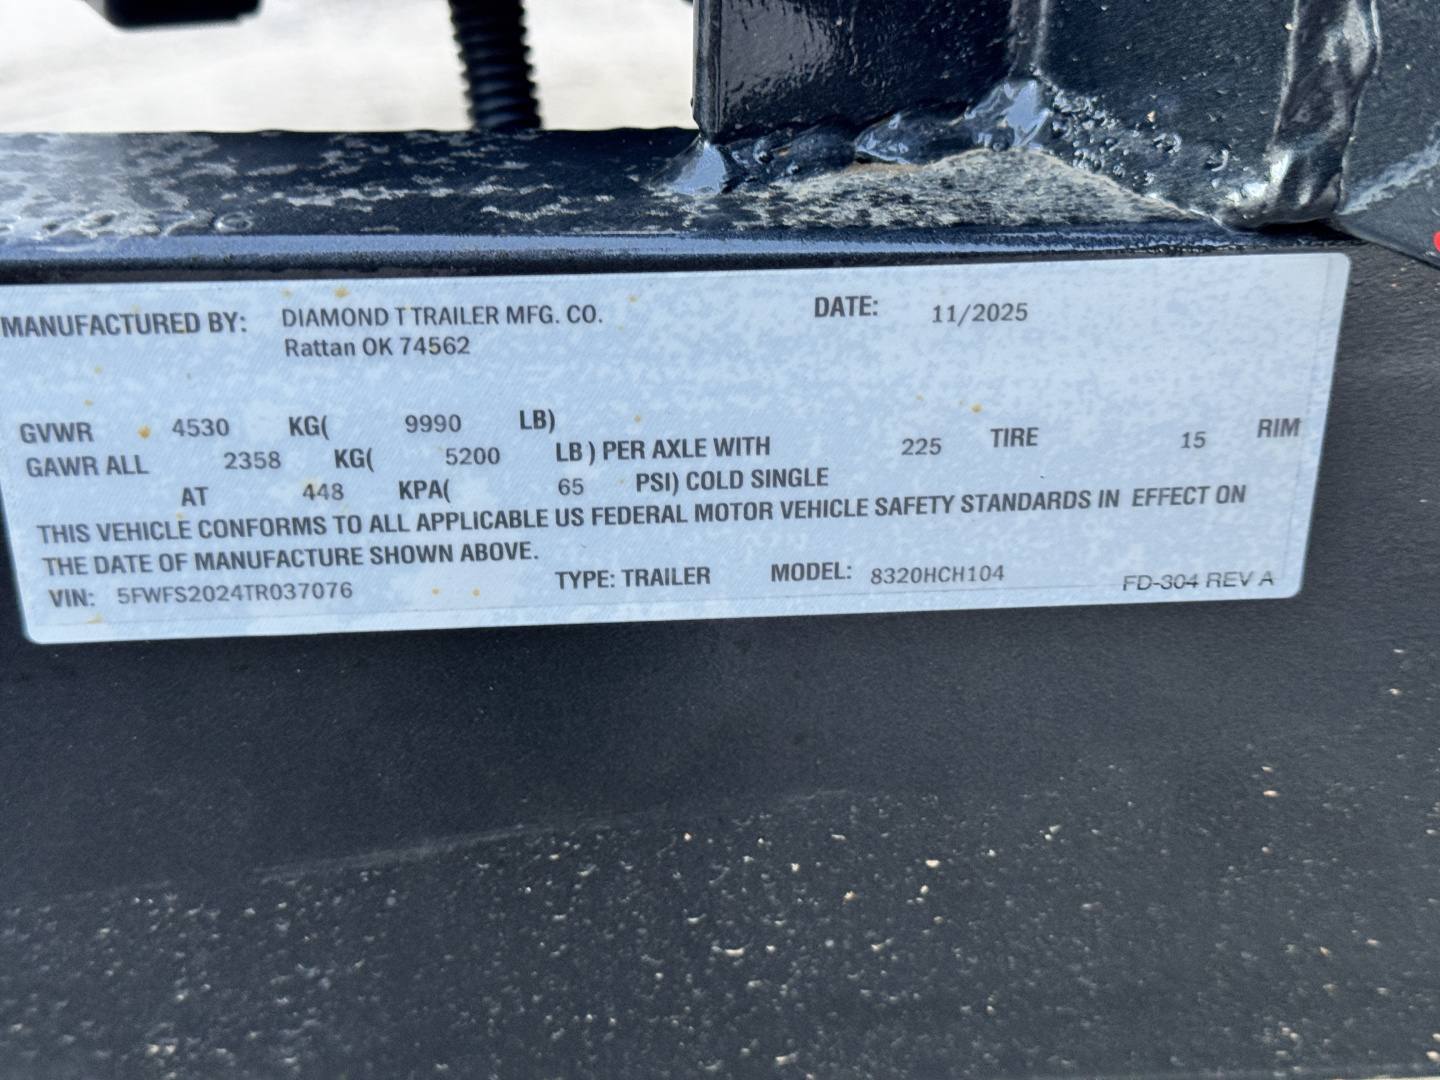 MANUFACTURED BY: DIAMOND T TRAILER MFG. CO. DATE: 11/2025
Rattan OK 74562
GVWR 4530 KG( 9990 LB)
GAWR ALL 2358 KG( 5200 LB ) PER AXLE WITH 225 TIRE 15 RIM
AT 448 KPA( 65 PSI) COLD SINGLE
THIS VEHICLE CONFORMS TO ALL APPLICABLE US FEDERAL MOTOR VEHICLE SAFETY STANDARDS IN EFFECT ON
THE DATE OF MANUFACTURE SHOWN ABOVE.
VIN: 5FWFS2024TR037076 TYPE: TRAILER MODEL: 8320HCH104 FD-304 REV A